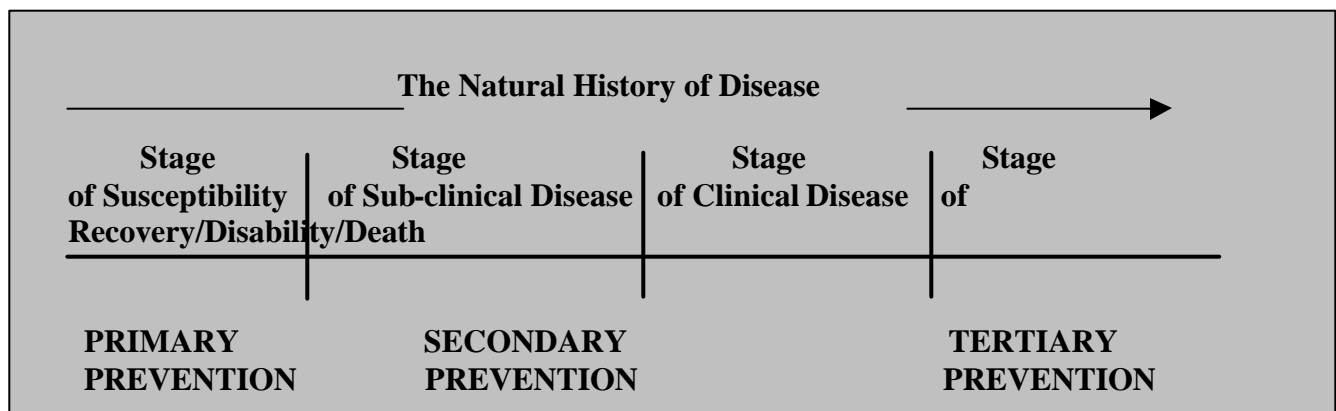 The Natural History of Disease
Stage Stage Stage Stage
of Susceptibility of Sub-clinical Disease of Clinical Disease of
Recovery/Disability/Death
PRIMARY SECONDARY TERTIARY
PREVENTION PREVENTION PREVENTION